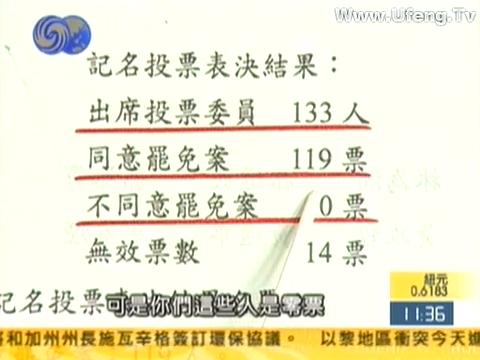 www.Ufeng.Tv
記名投票表決結果：
出席投票委員 133 人
同意罷免案 119 票
不同意罷免案 0 票
無效票數 14 票
記名投票
可是你們這些人是零票
紐元
0.6183
11:36
和加州州長施瓦辛格簽訂環保協議。 以黎地區衝突今天進